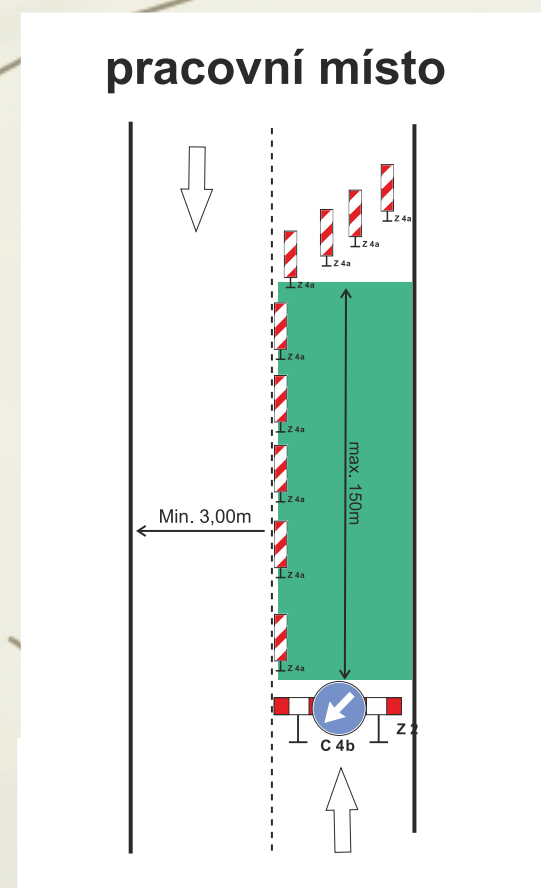 pracovní místo
Z 4a
Z 4a
Z 4a
Z 4a
Z 4a
Z 4a
Z 4a
max. 150m
Min. 3,00m
Z 4a
Z 4a
Z 2
C 4b